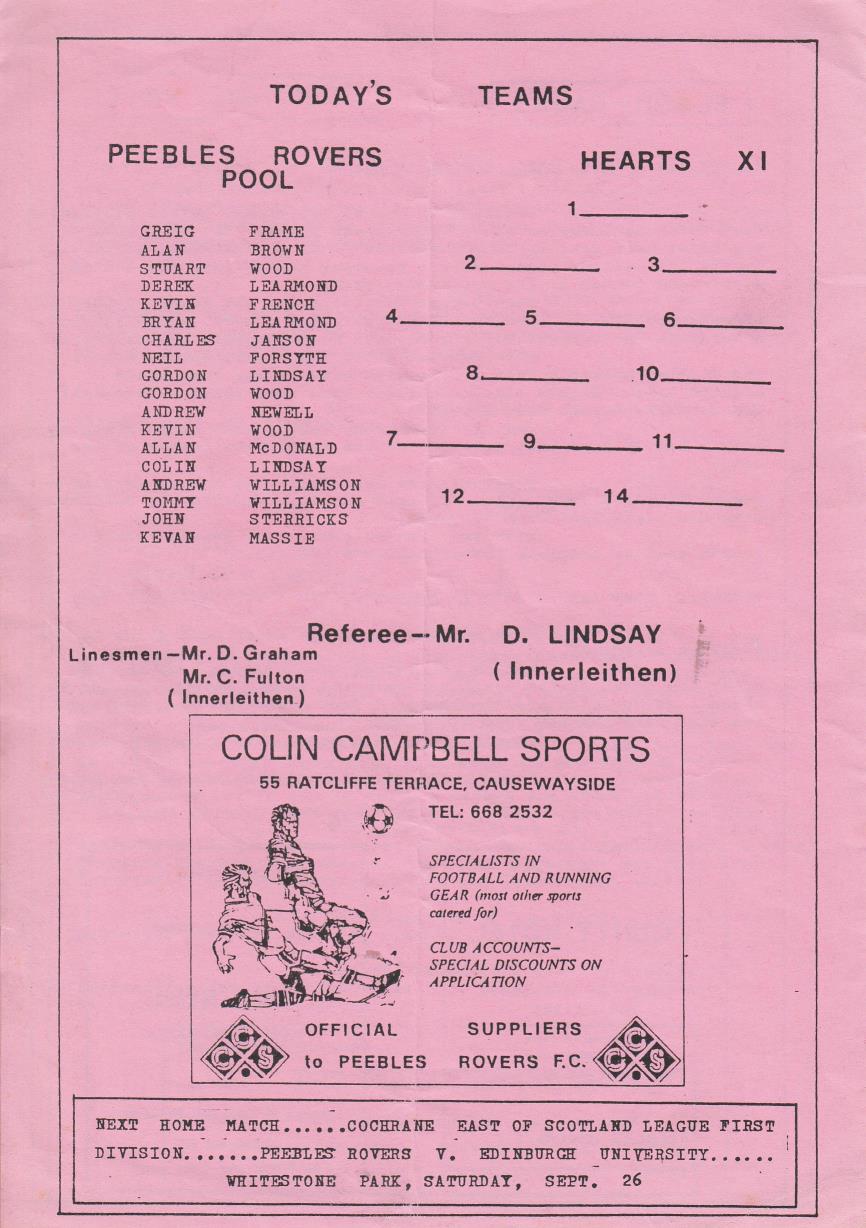 TODAY'S TEAMS
PEEBLES ROVERS
POOL
GREIG FRAME
ALAN BROWN
STUART WOOD
DEREK LEARMOND
KEVIN FRENCH
BRYAN LEARMOND
CHARLES JANSON
NEIL FORSYTH
GORDON LINDSAY
GORDON WOOD
ANDREW NEWELL
KEVIN WOOD
ALLAN McDONALD
COLIN LINDSAY
ANDREW WILLIAMSON
TOMMY WILLIAMSON
JOHN STERRICKS
KEVAN MASSIE
HEARTS XI
1
2 3
4 5 6
8 10
7 9 11
12 14
Referee-- Mr. D. LINDSAY
(Innerleithen)
Linesmen—Mr. D. Graham
Mr. C. Fulton
(Innerleithen)
COLIN CAMPBELL SPORTS
55 RATCLIFFE TERRACE, CAUSEWAYSIDE
TEL: 668 2532
SPECIALISTS IN
FOOTBALL AND RUNNING
GEAR (most other sports
catered for)
CLUB ACCOUNTS—
SPECIAL DISCOUNTS ON
APPLICATION
OFFICIAL SUPPLIERS
to PEEBLES ROVERS F.C.
CCS
CCS
NEXT HOME MATCH......COCHRANE EAST OF SCOTLAND LEAGUE FIRST
DIVISION.......PEEBLES ROVERS V. EDINBURGH UNIVERSITY......
WHITESTONE PARK, SATURDAY, SEPT. 26